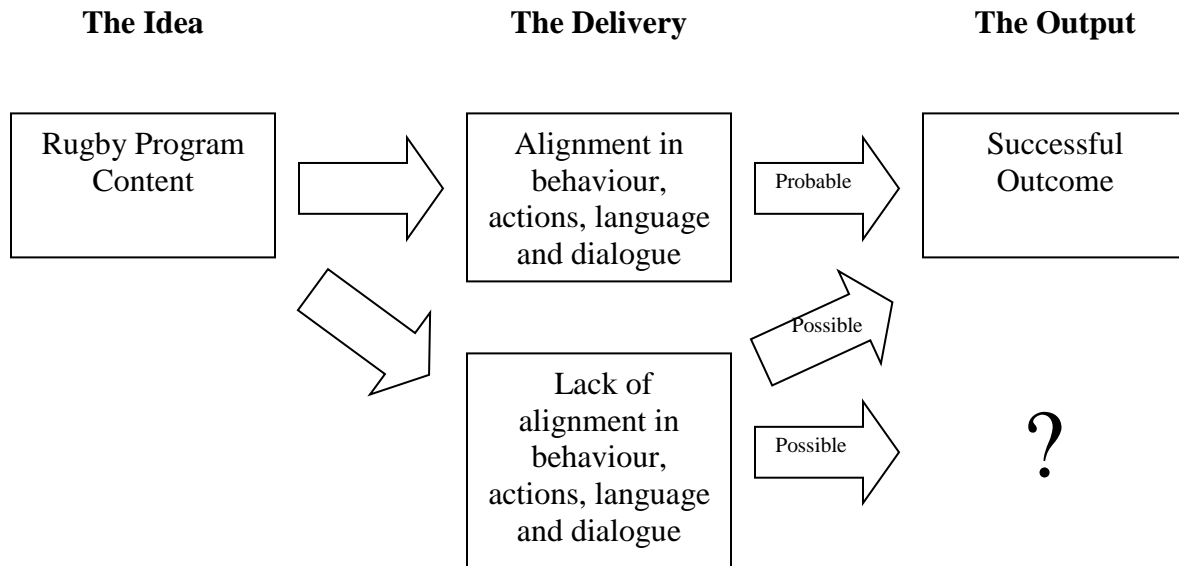 The Idea
The Delivery
The Output
Rugby Program
Content
Alignment in
behaviour,
actions, language
and dialogue
Probable
Successful
Outcome
Possible
Lack of
alignment in
behaviour,
actions, language
and dialogue
Possible
?